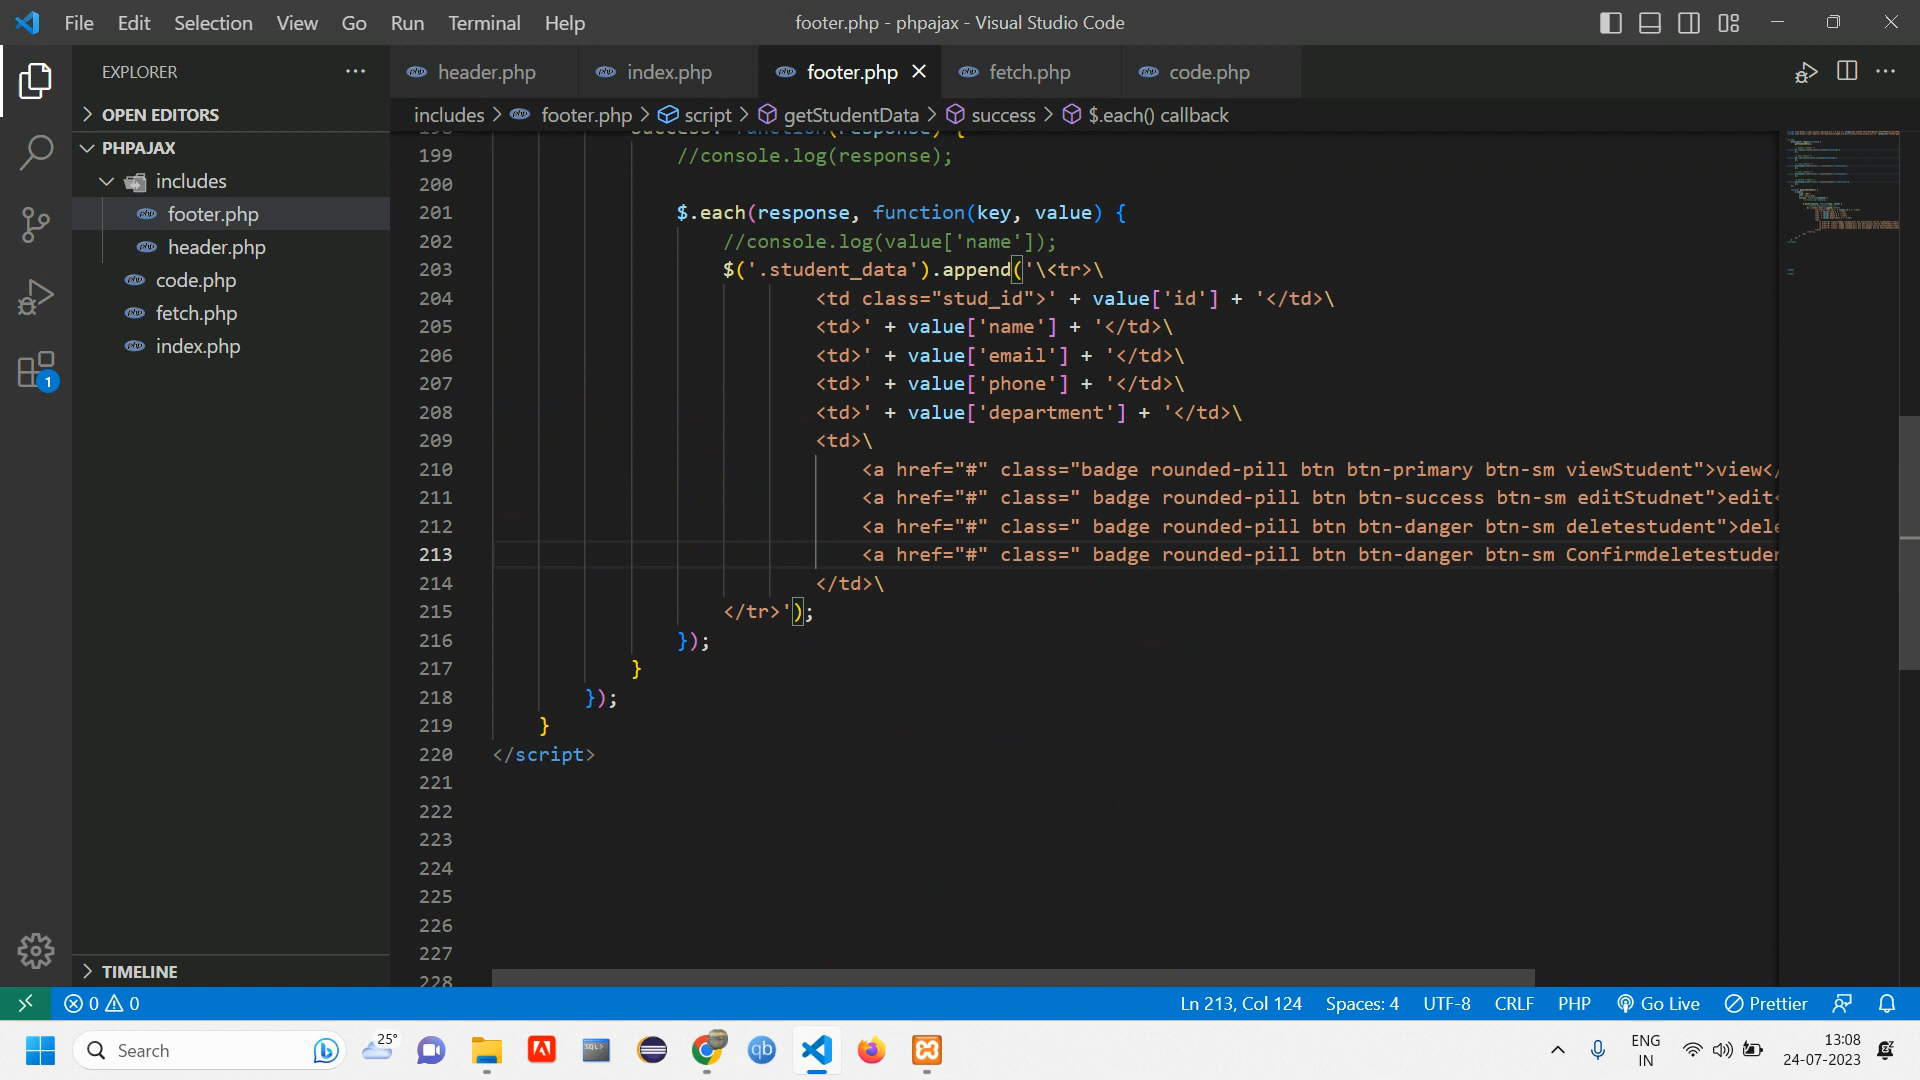 File Edit Selection View Go Run Terminal Help
footer.php - phpajax - Visual Studio Code
EXPLORER
header.php index.php footer.php fetch.php code.php
OPEN EDITORS
includes > footer.php > script > getStudentData > success > $.each() callback
PHPAJAX
includes
footer.php
header.php
code.php
fetch.php
index.php
TIMELINE
199 //console.log(response);
200
201 $.each(response, function(key, value) {
202 //console.log(value['name']);
203 $('.student_data').append('\<tr>\
204 <td class="stud_id">' + value['id'] + '</td>\
205 <td>' + value['name'] + '</td>\
206 <td>' + value['email'] + '</td>\
207 <td>' + value['phone'] + '</td>\
208 <td>' + value['department'] + '</td>\
209 <td>\
210 <a href="#" class="badge rounded-pill btn btn-primary btn-sm viewStudent">view</
211 <a href="#" class=" badge rounded-pill btn btn-success btn-sm editStudnet">edit<
212 <a href="#" class=" badge rounded-pill btn btn-danger btn-sm deletestudent">dele
213 <a href="#" class=" badge rounded-pill btn btn-danger btn-sm Confirmdeletestuden
214 </td>\
215 </tr>');
216 });
217 }
218 });
219 }
220 </script>
221
222
223
224
225
226
227
228
1
0 0
Ln 213, Col 124 Spaces: 4 UTF-8 CRLF PHP Go Live Prettier
Search
25°
SQL>
qb
ENG
IN
13:08
24-07-2023